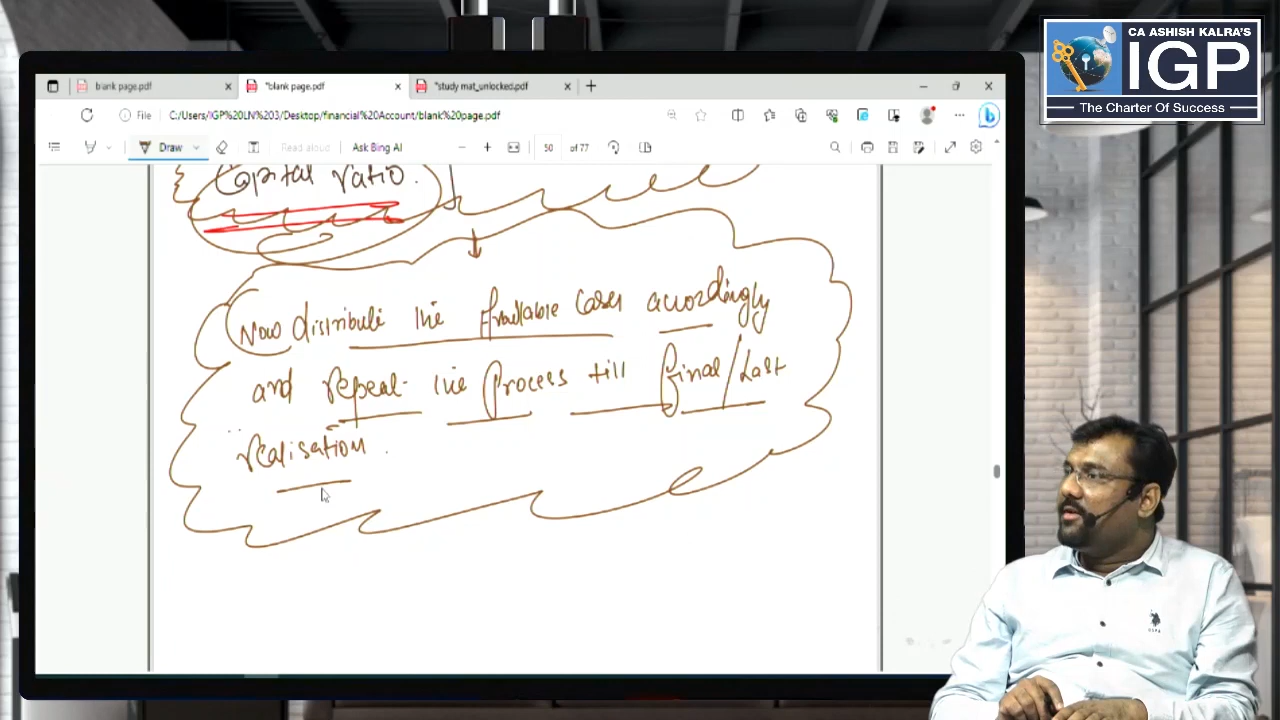 CA ASHISH KALRA'S
IGP
The Charter Of Success
blank page.pdf
*blank page.pdf
*study mat_unlocked.pdf
File
C:/Users/IGP%20LN%203/Desktop/financial%20Account/blank%20page.pdf
Draw
Read aloud
Ask Bing AI
50 of 77
Capital ratio.
Now distribute the Available Cash accordingly
and repeat the process till final/Last
realisation.